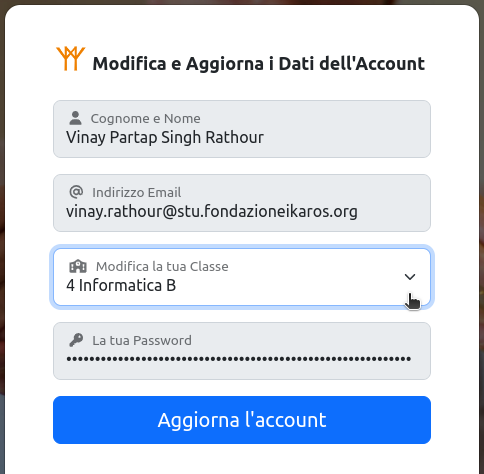 Modifica e Aggiorna i Dati dell'Account
Cognome e Nome
Vinay Partap Singh Rathour
Indirizzo Email
vinay.rathour@stu.fondazioneikaros.org
Modifica la tua Classe
4 Informatica B
La tua Password
Aggiorna l'account